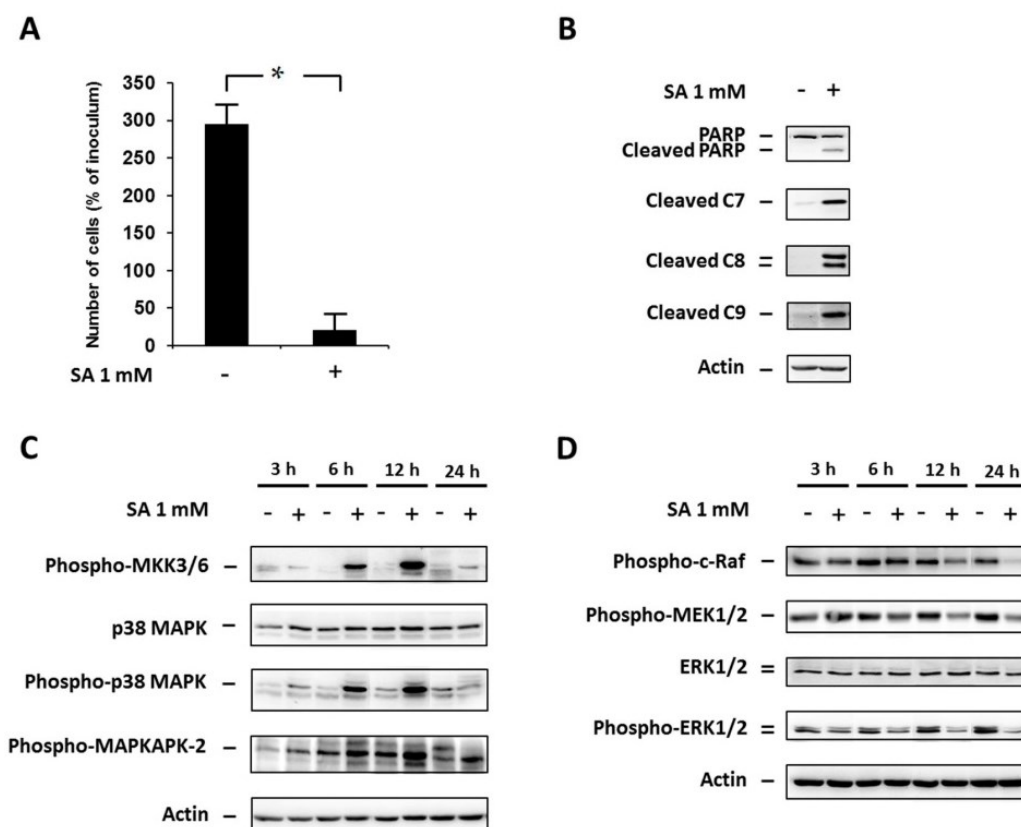 A
Number of cells (% of inoculum)
350
300
250
200
150
100
50
0
*
SA 1 mM - +
B
SA 1 mM - +
PARP
Cleaved PARP
Cleaved C7
Cleaved C8
Cleaved C9
Actin
C
3 h 6 h 12 h 24 h
SA 1 mM - + - + - + - +
Phospho-MKK3/6
p38 MAPK
Phospho-p38 MAPK
Phospho-MAPKAPK-2
Actin
D
3 h 6 h 12 h 24 h
SA 1 mM - + - + - + - +
Phospho-c-Raf
Phospho-MEK1/2
ERK1/2
Phospho-ERK1/2
Actin